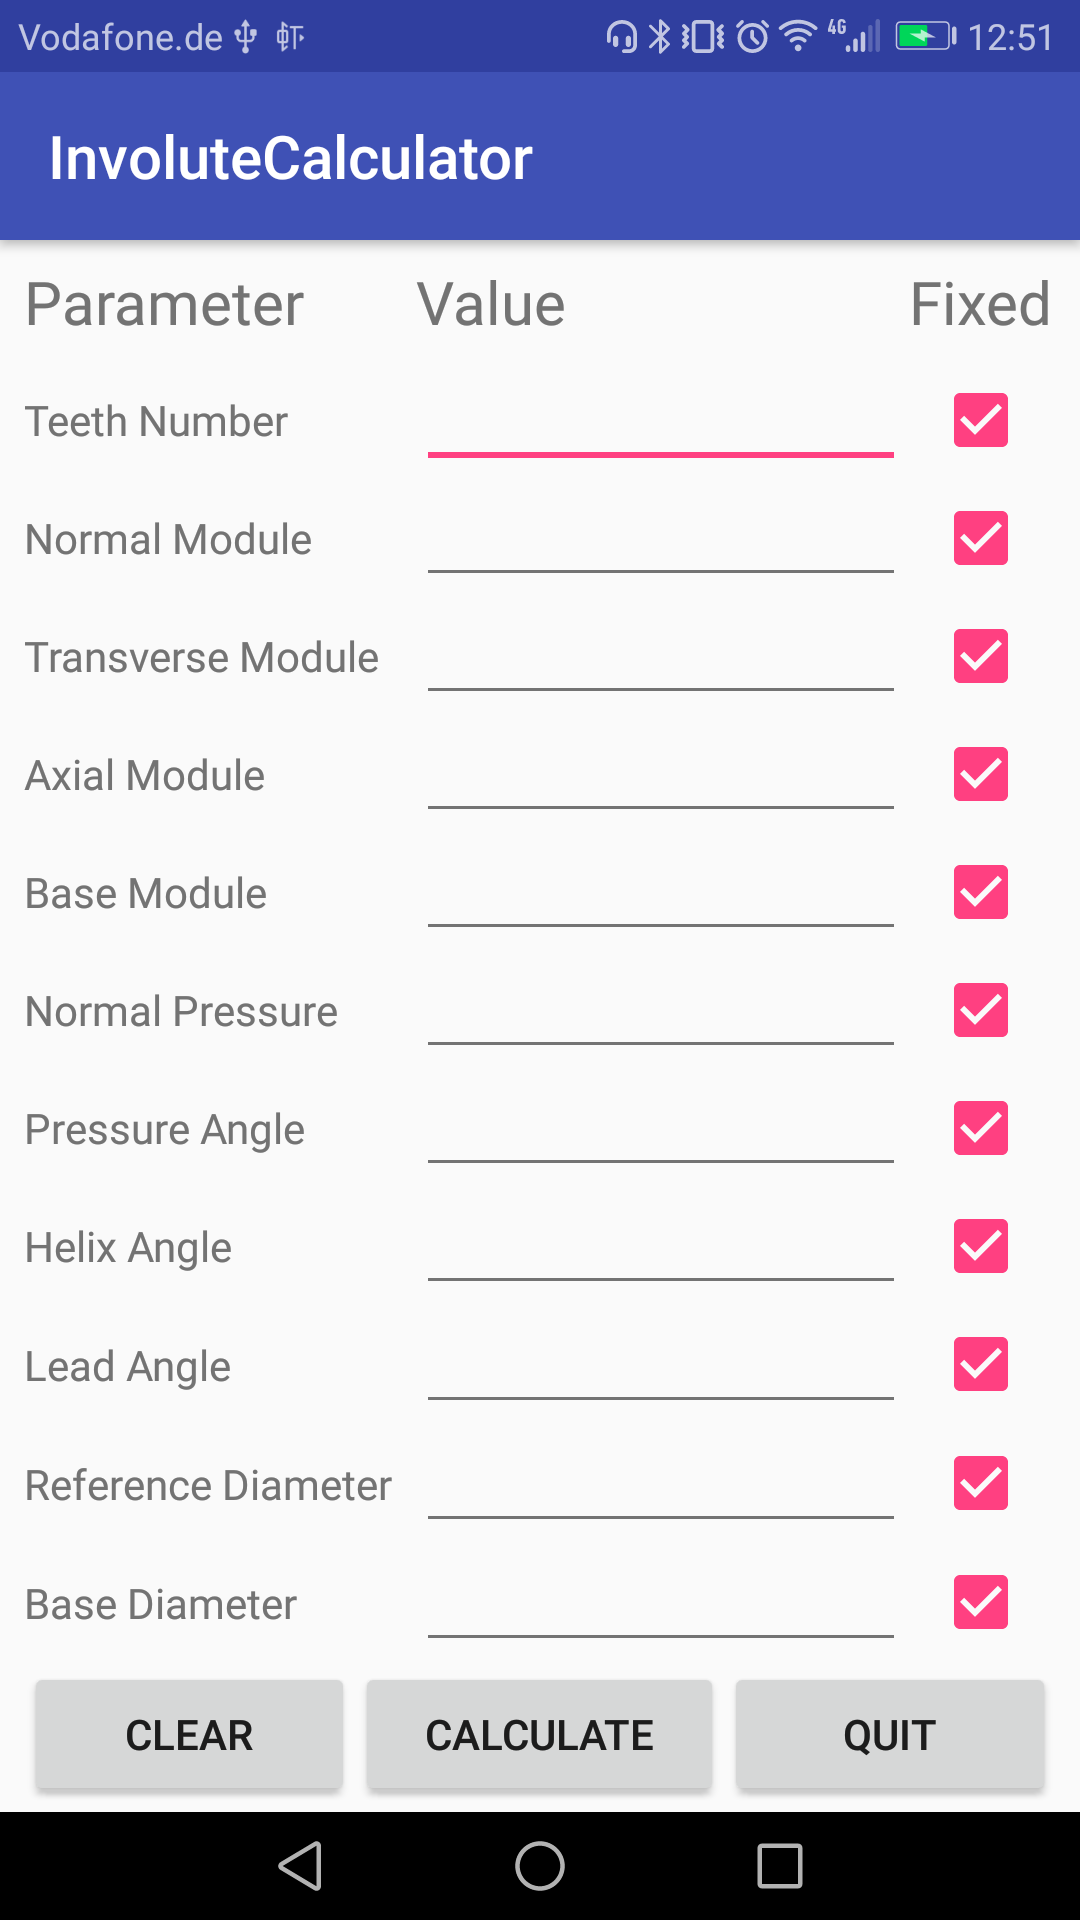 Vodafone.de 4G 12:51
InvoluteCalculator
Parameter Value Fixed
Teeth Number
Normal Module
Transverse Module
Axial Module
Base Module
Normal Pressure
Pressure Angle
Helix Angle
Lead Angle
Reference Diameter
Base Diameter
CLEAR CALCULATE QUIT